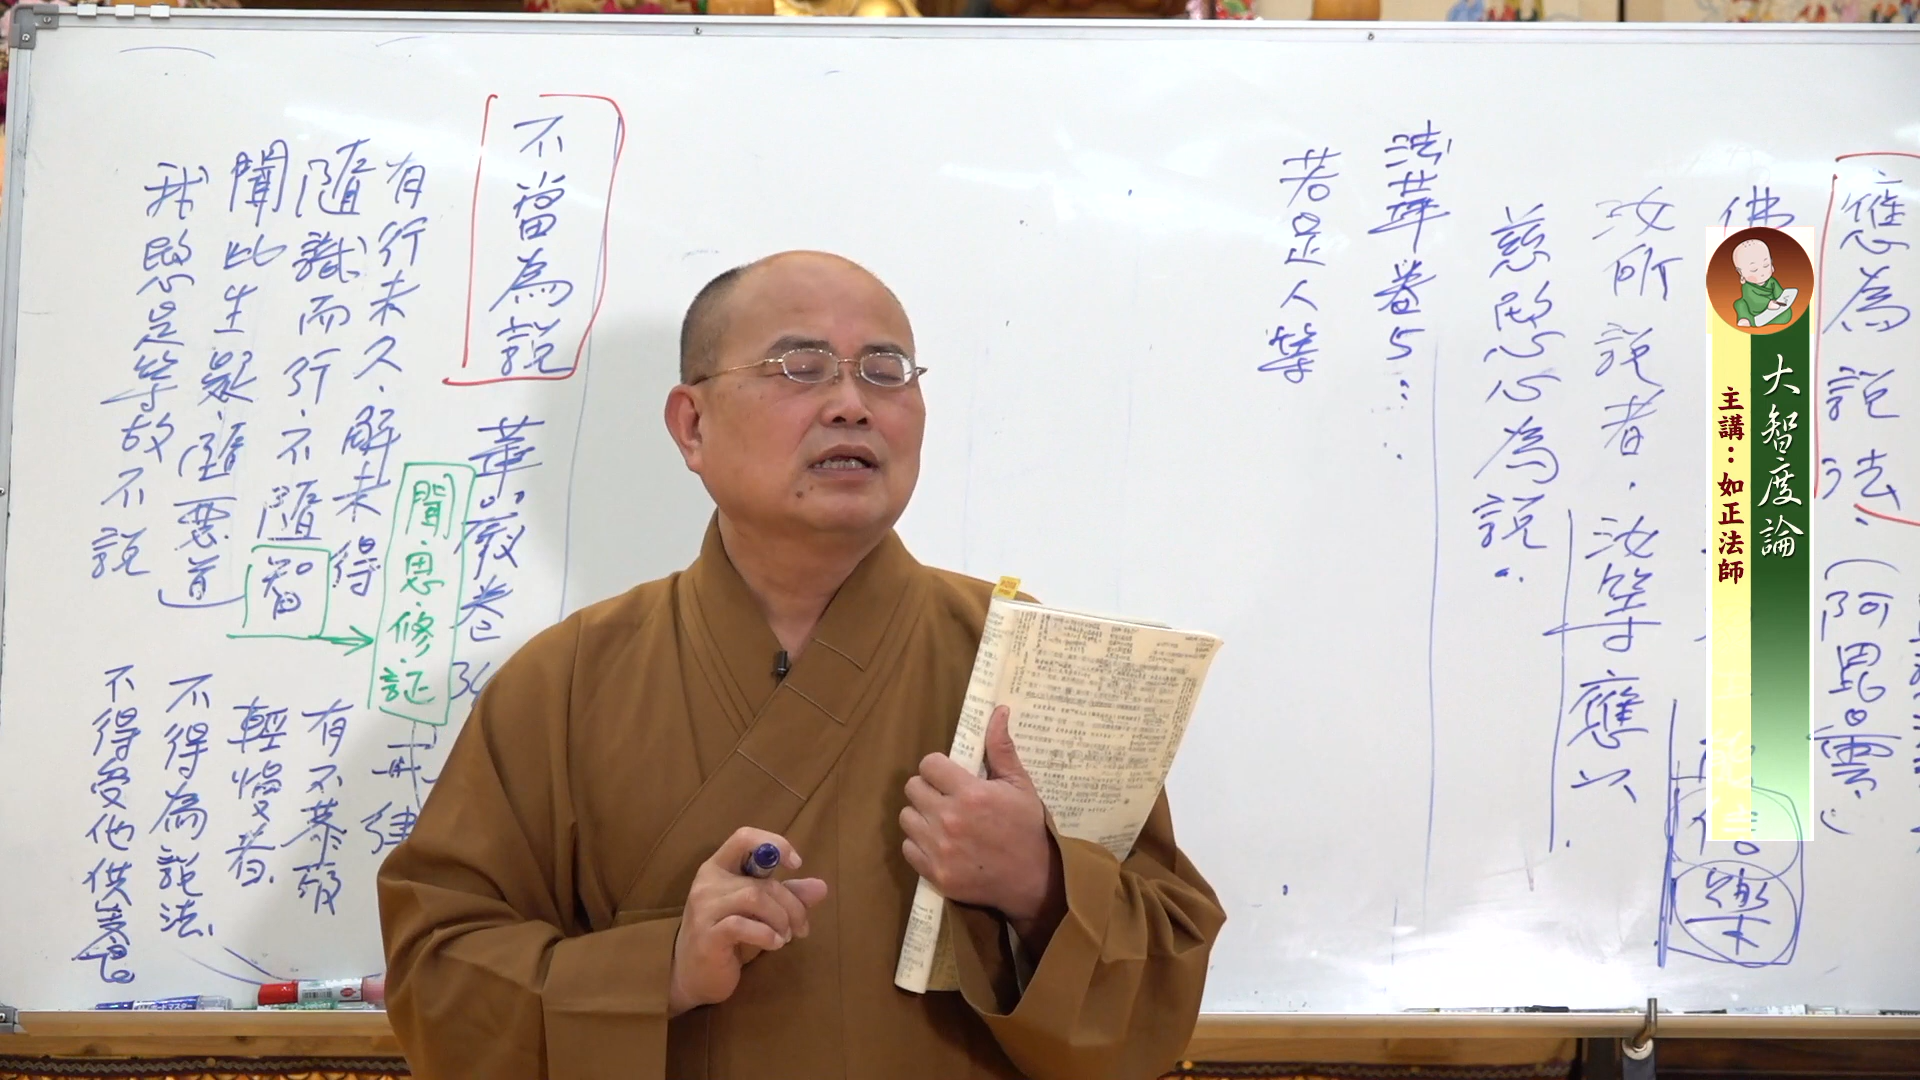 應為說法、(阿毘曇)
佛
汝所說者.汝等應以
慈愍心為說.
法華卷5:
若是人等
不當為說
華嚴卷
有行未久.解未得
隨識而行不隨智
聞此生疑.墮惡道
我愍是等故不說
聞.思.修.証
有不恭敬
輕慢者.
不得為說法.
不得受他供養
信
樂
大智度論
主講：如正法師